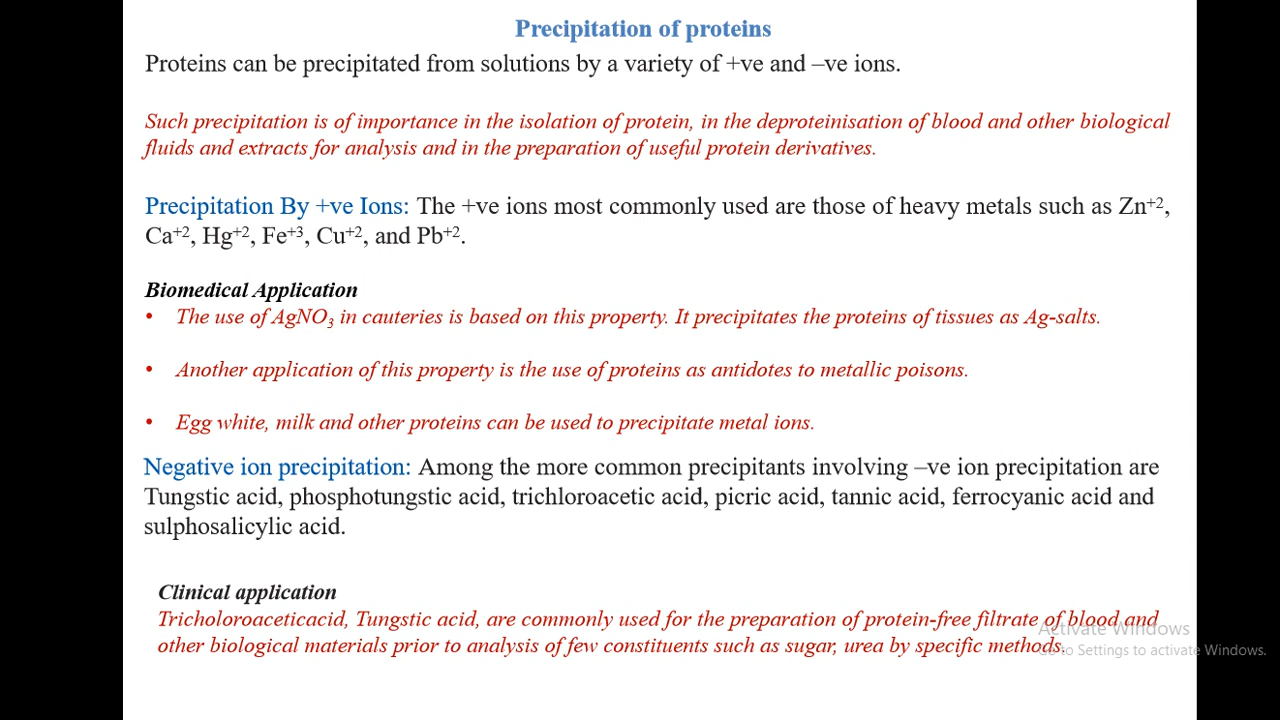 Precipitation of proteins
Proteins can be precipitated from solutions by a variety of +ve and –ve ions.
Such precipitation is of importance in the isolation of protein, in the deproteinisation of blood and other biological
fluids and extracts for analysis and in the preparation of useful protein derivatives.
Precipitation By +ve Ions: The +ve ions most commonly used are those of heavy metals such as Zn⁺², 
Ca⁺², Hg⁺², Fe⁺³, Cu⁺², and Pb⁺².
Biomedical Application
• The use of AgNO₃ in cauteries is based on this property. It precipitates the proteins of tissues as Ag-salts.
• Another application of this property is the use of proteins as antidotes to metallic poisons.
• Egg white, milk and other proteins can be used to precipitate metal ions.
Negative ion precipitation: Among the more common precipitants involving –ve ion precipitation are
Tungstic acid, phosphotungstic acid, trichloroacetic acid, picric acid, tannic acid, ferrocyanic acid and
sulphosalicylic acid.
Clinical application
Tricholoroaceticacid, Tungstic acid, are commonly used for the preparation of protein-free filtrate of blood and
other biological materials prior to analysis of few constituents such as sugar, urea by specific methods.
Activate Windows
Go to Settings to activate Windows.